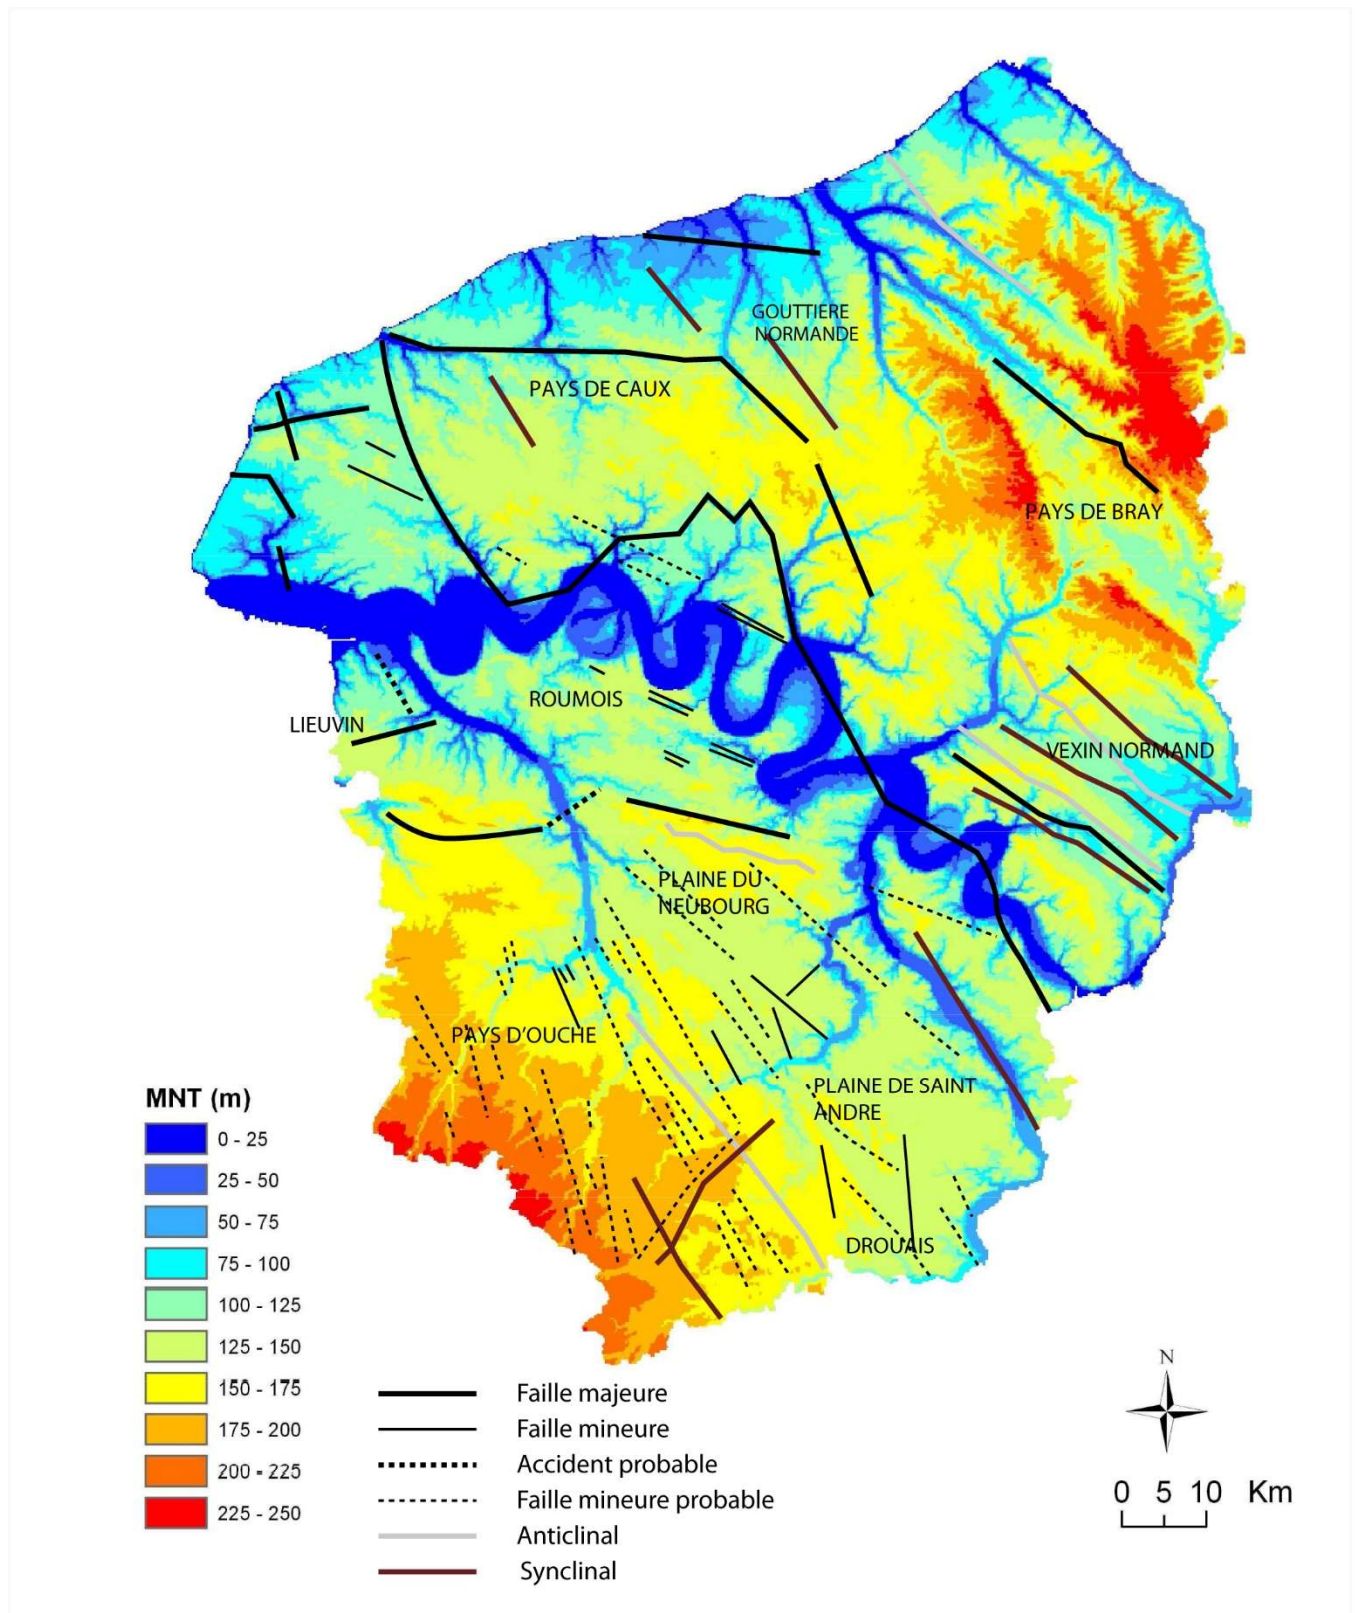 GOUTTIERE
NORMANDE
PAYS DE CAUX
PAYS DE BRAY
ROUMOIS
LIEUVIN
VEXIN NORMAND
PLAINE DU
NEUBOURG
PAYS D'OUCHE
PLAINE DE SAINT
ANDRE
DROUAIS
MNT (m)
0 - 25
25 - 50
50 - 75
75 - 100
100 - 125
125 - 150
150 - 175
175 - 200
200 - 225
225 - 250
Faille majeure
Faille mineure
Accident probable
Faille mineure probable
Anticlinal
Synclinal
N
0 5 10 Km